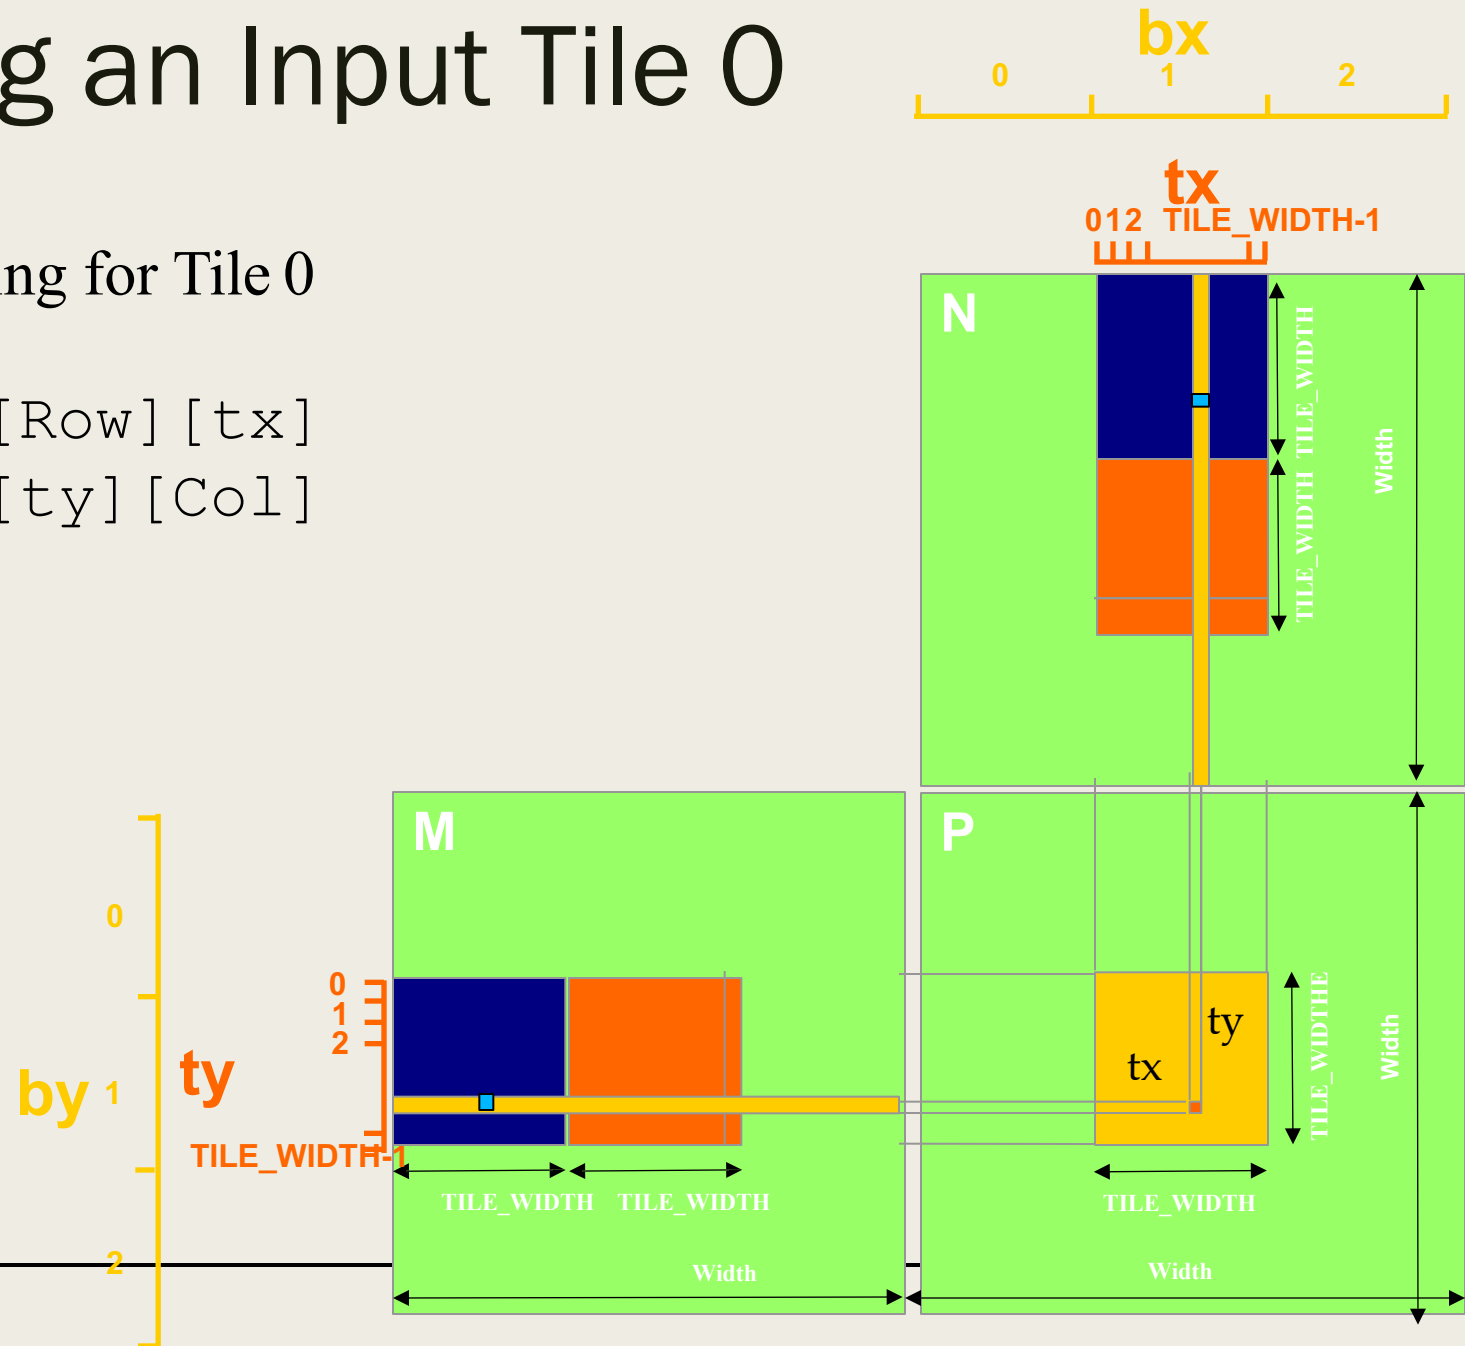 g an Input Tile 0
bx
0 1 2
tx
012 TILE_WIDTH-1
ing for Tile 0
[Row][tx]
[ty][Col]
N
TILE_WIDTH
TILE_WIDTH
Width
M
P
0
1
2
by
ty
0
1
2
TILE_WIDTH-1
TILE_WIDTH TILE_WIDTH
Width
ty
tx
TILE_WIDTHE
Width
TILE_WIDTH
Width